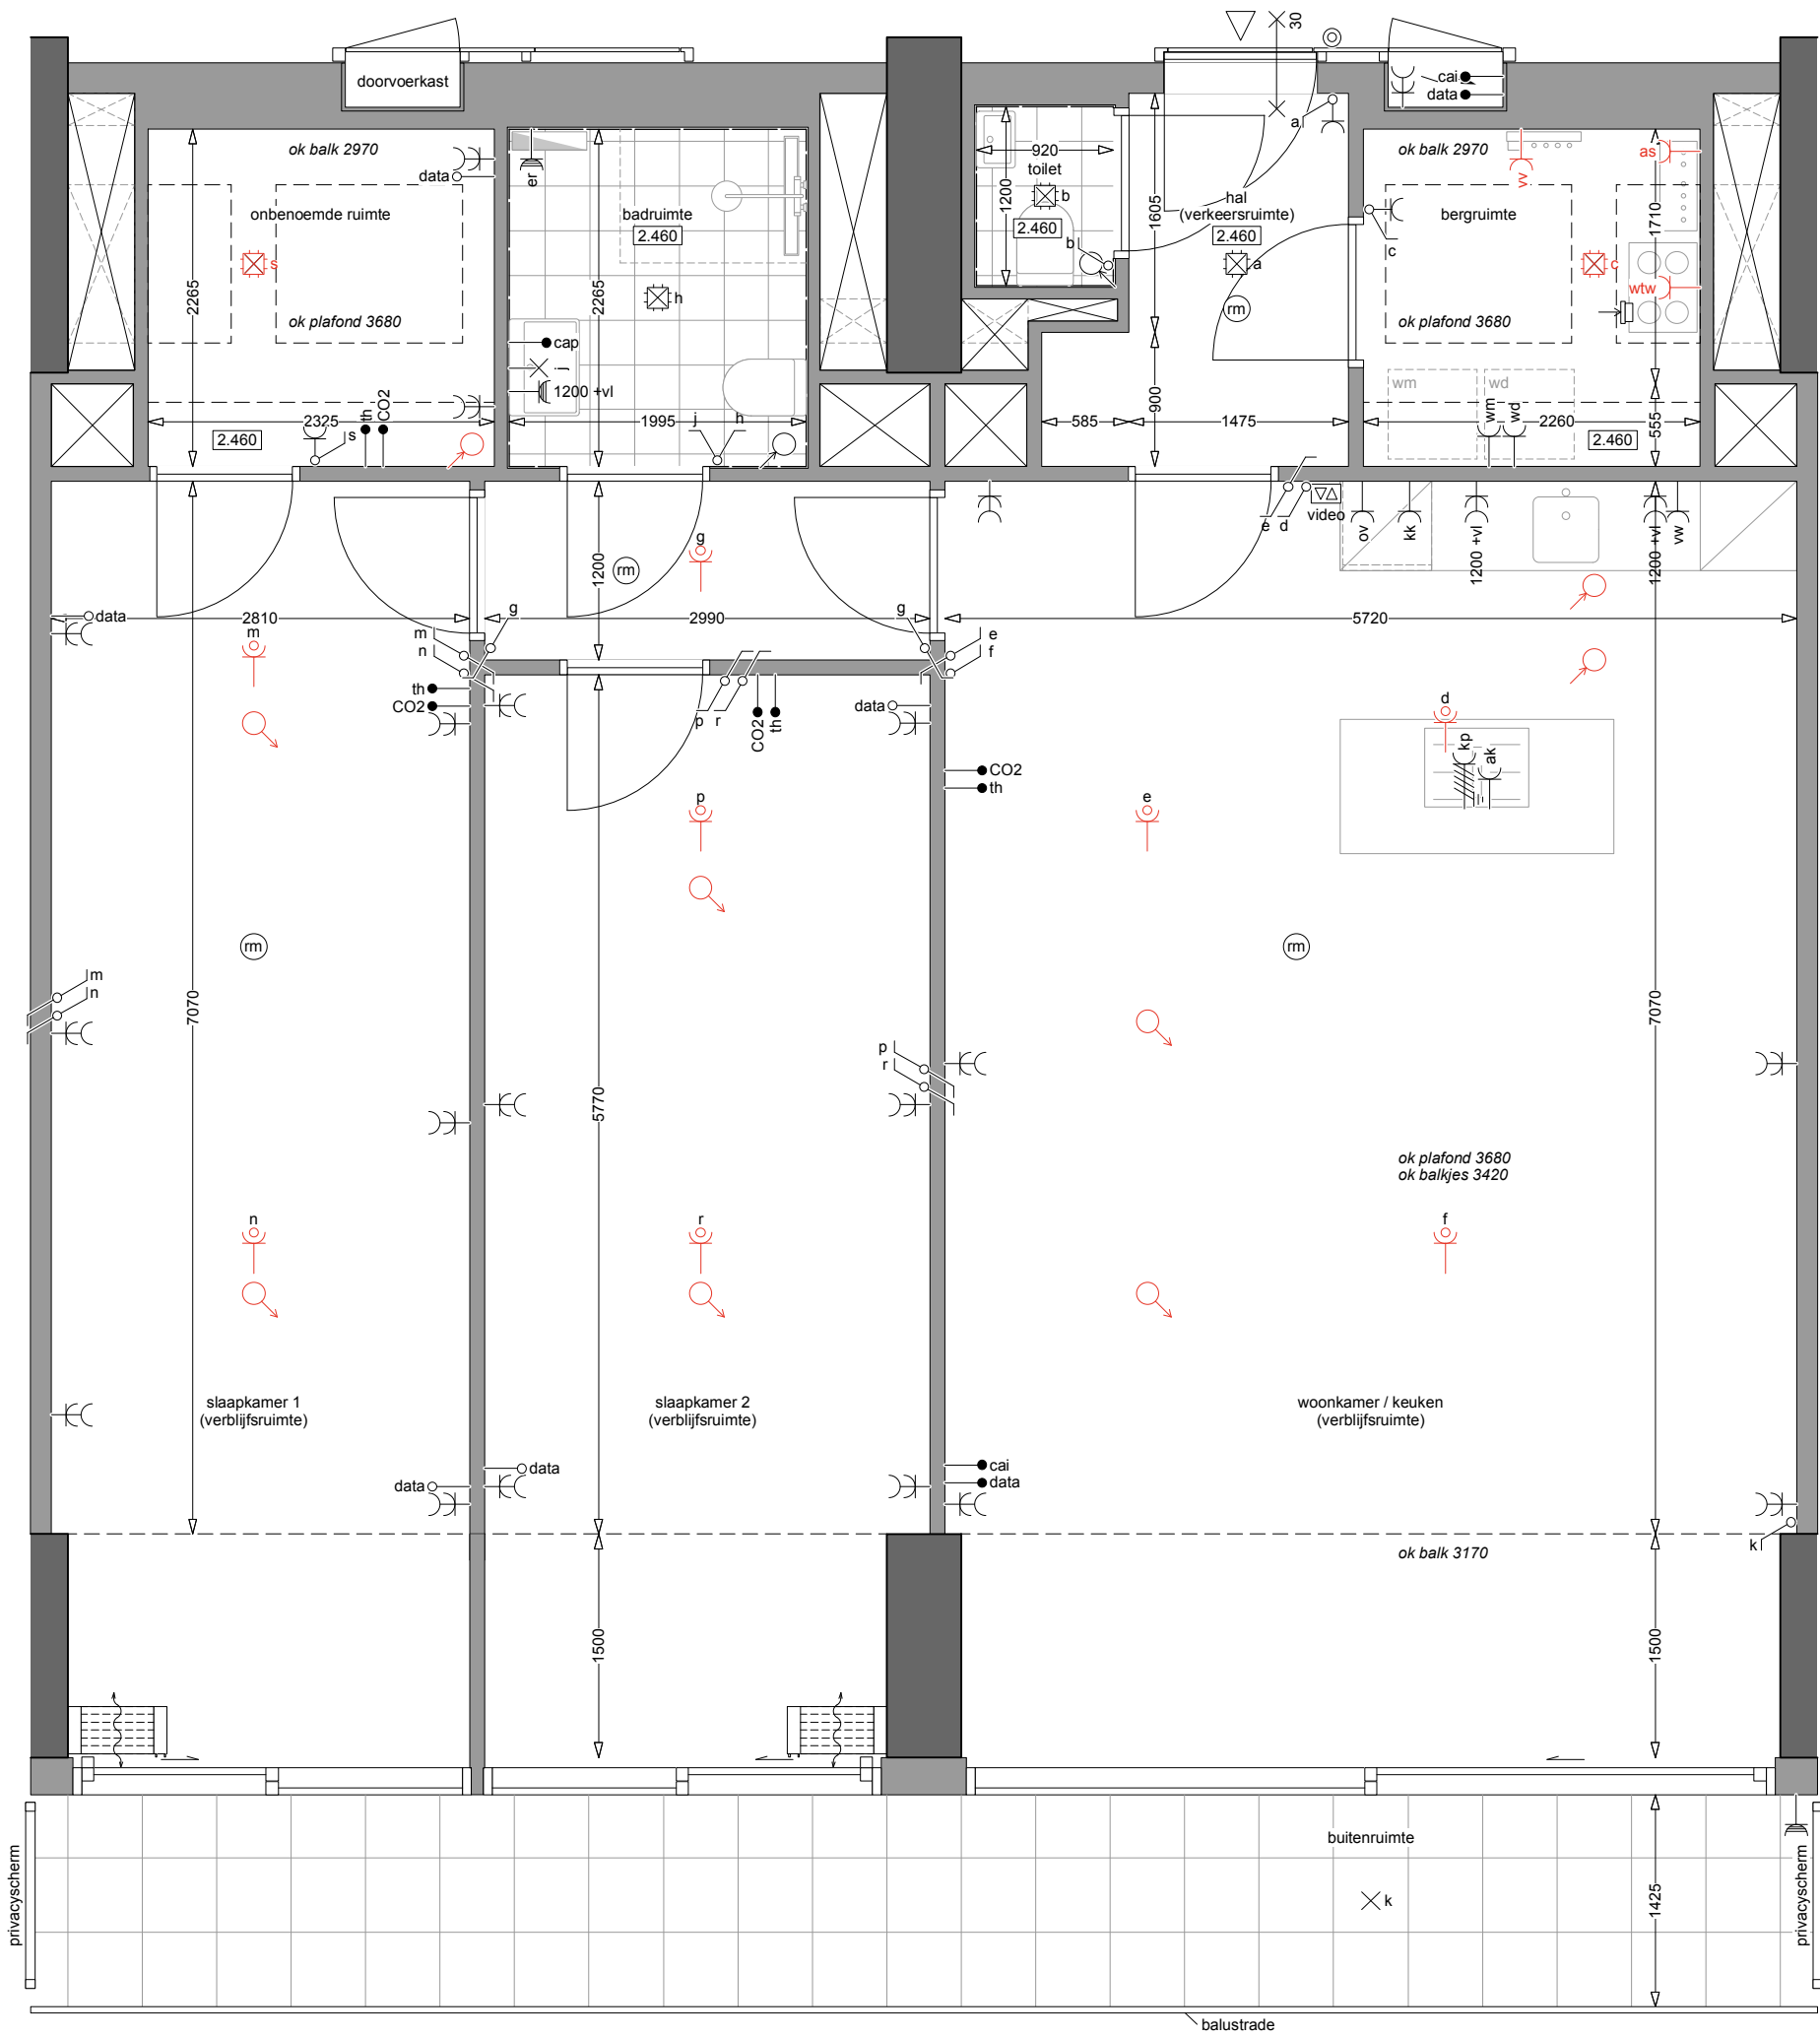 30
doorvoerkast
cai
data
a
ok balk 2970
data
er
920
toilet
b
1200
2.460
b
1605
hal
(verkeersruimte)
2.460
a
rm
ok balk 2970
vv
as
1710
onbenoemde ruimte
s
2265
ok plafond 3680
badruimte
2.460
h
2265
cap
j
1200 +vl
bergruimte
c
c
wtw
ok plafond 3680
wm
wd
wm
wd
2325
2.460
s
th
CO2
1995
j
h
900
585
1475
2260
2.460
555
e
d
video
ov
kk
1200 +vl
1200 +vl
vw
data
2810
m
g
rm
1200
2990
g
g
m
n
th
CO2
e
f
5720
p
r
CO2
th
data
d
kp
ak
CO2
th
p
e
rm
rm
m
n
7070
5770
p
r
7070
ok plafond 3680
ok balkjes 3420
n
r
f
slaapkamer 1
(verblijfsruimte)
slaapkamer 2
(verblijfsruimte)
woonkamer / keuken
(verblijfsruimte)
data
data
cai
data
k
ok balk 3170
1500
1500
buitenruimte
privacyscherm
k
1425
privacyscherm
balustrade